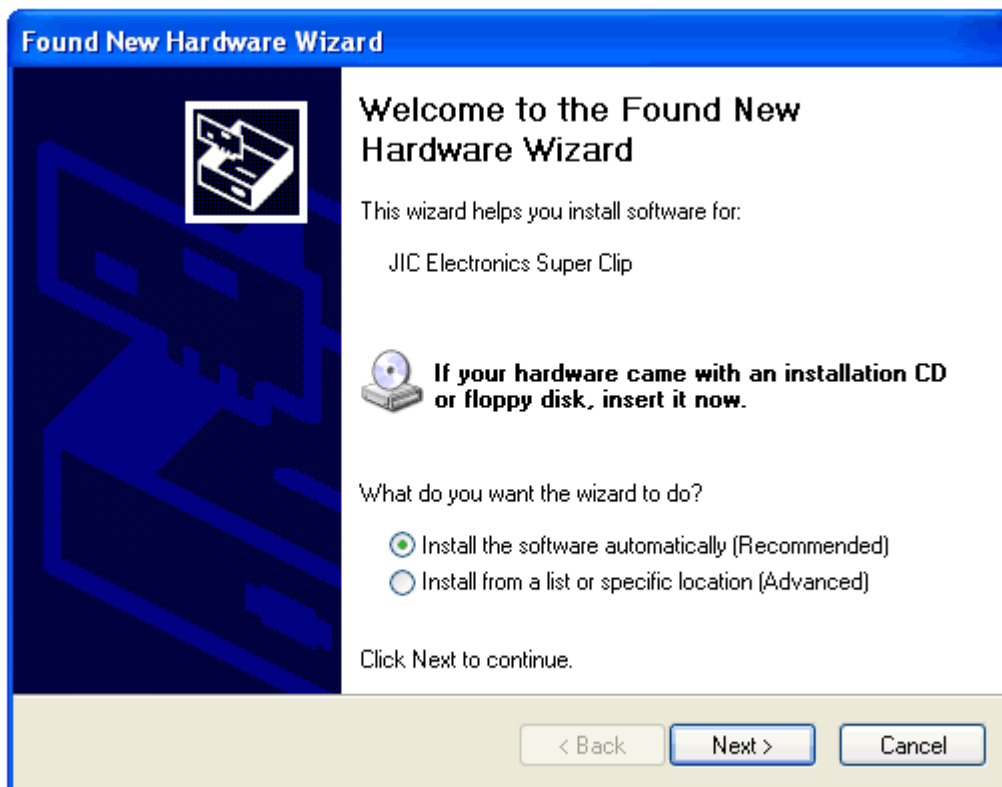 Found New Hardware Wizard
Welcome to the Found New
Hardware Wizard
This wizard helps you install software for:
JIC Electronics Super Clip
If your hardware came with an installation CD
or floppy disk, insert it now.
What do you want the wizard to do?
Install the software automatically (Recommended)
Install from a list or specific location (Advanced)
Click Next to continue.
< Back Next > Cancel